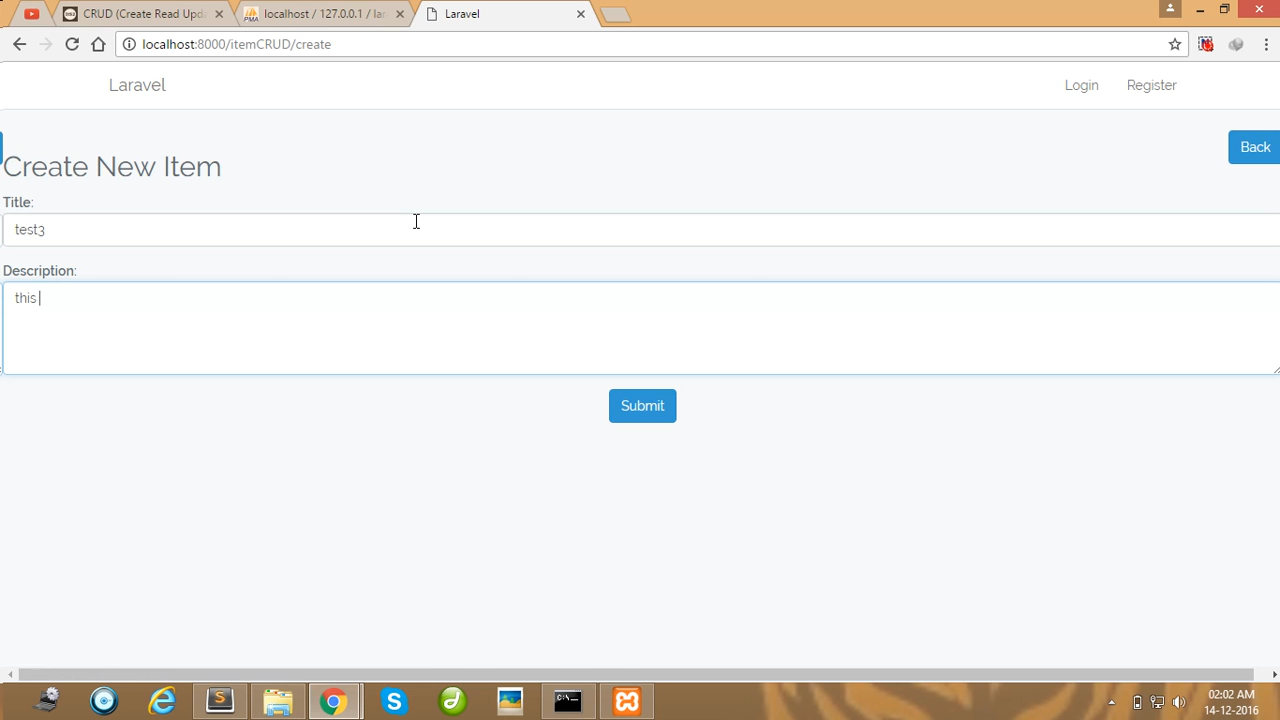 CRUD (Create Read Upd
localhost / 127.0.0.1 / lar
Laravel
localhost:8000/itemCRUD/create
Laravel
Login
Register
Back
Create New Item
Title:
test3
Description:
this
Submit
02:02 AM
14-12-2016